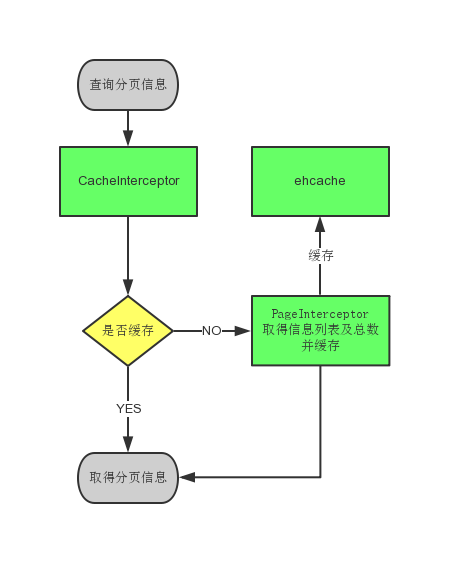 查询分页信息
CacheInterceptor
ehcache
缓存
是否缓存
NO
PageInterceptor
取得信息列表及总数
并缓存
YES
取得分页信息